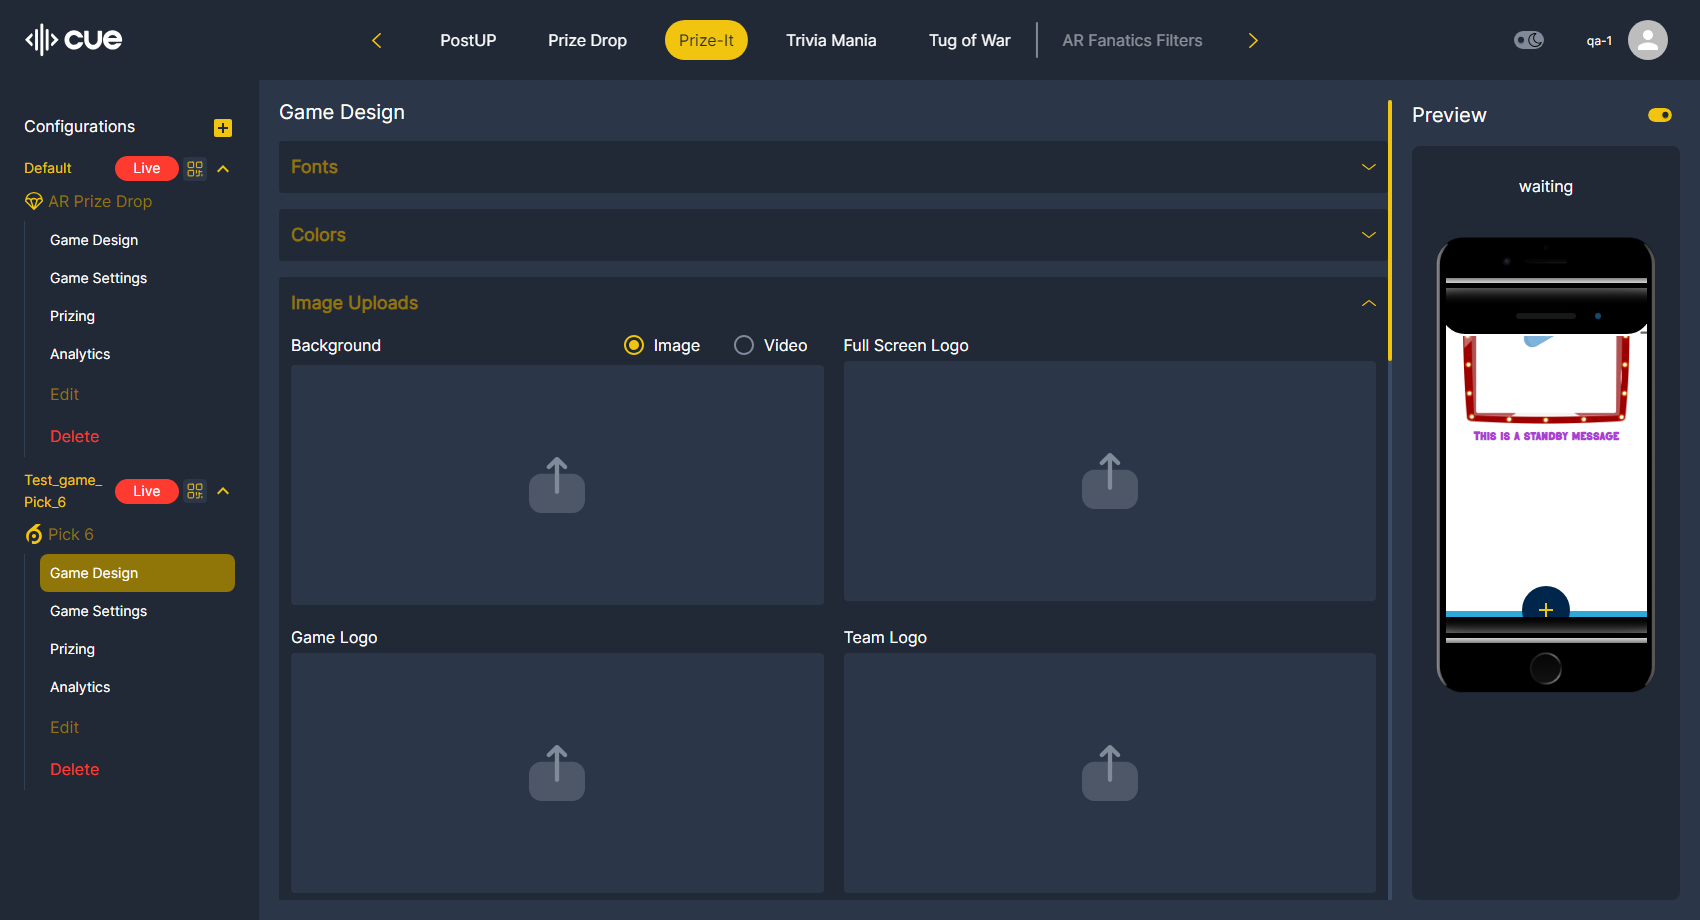 cue
PostUP
Prize Drop
Prize-It
Trivia Mania
Tug of War
AR Fanatics Filters
qa-1
Configurations
Default
Live
AR Prize Drop
Game Design
Game Settings
Prizing
Analytics
Edit
Delete
Test_game_
Pick_6
Live
Pick 6
Game Design
Game Settings
Prizing
Analytics
Edit
Delete
Game Design
Fonts
Colors
Image Uploads
Background
Image
Video
Full Screen Logo
Game Logo
Team Logo
Preview
waiting
THIS IS A STANDBY MESSAGE